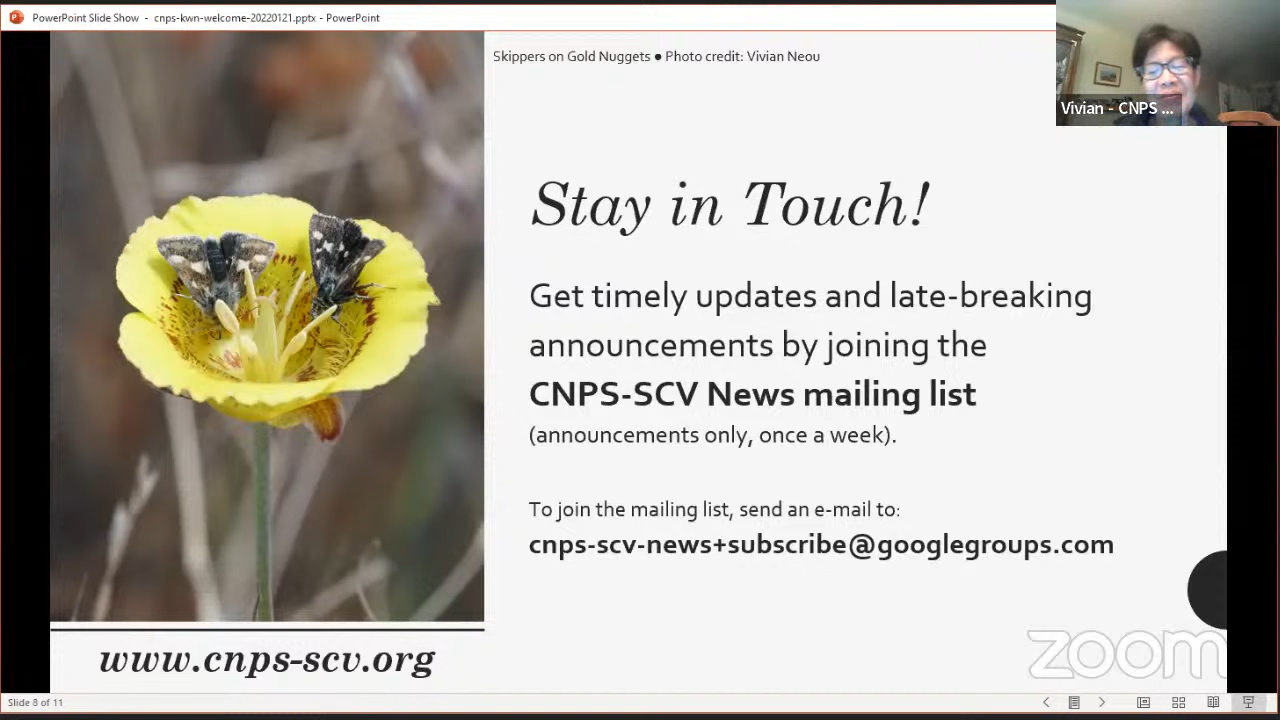 PowerPoint Slide Show - cnps-kwn-welcome-20220121.pptx - PowerPoint
Skippers on Gold Nuggets ● Photo credit: Vivian Neou
Vivian - CNPS ...
Stay in Touch!
Get timely updates and late-breaking
announcements by joining the
CNPS-SCV News mailing list
(announcements only, once a week).
To join the mailing list, send an e-mail to:
cnps-scv-news+subscribe@googlegroups.com
www.cnps-scv.org
zoom
Slide 8 of 11